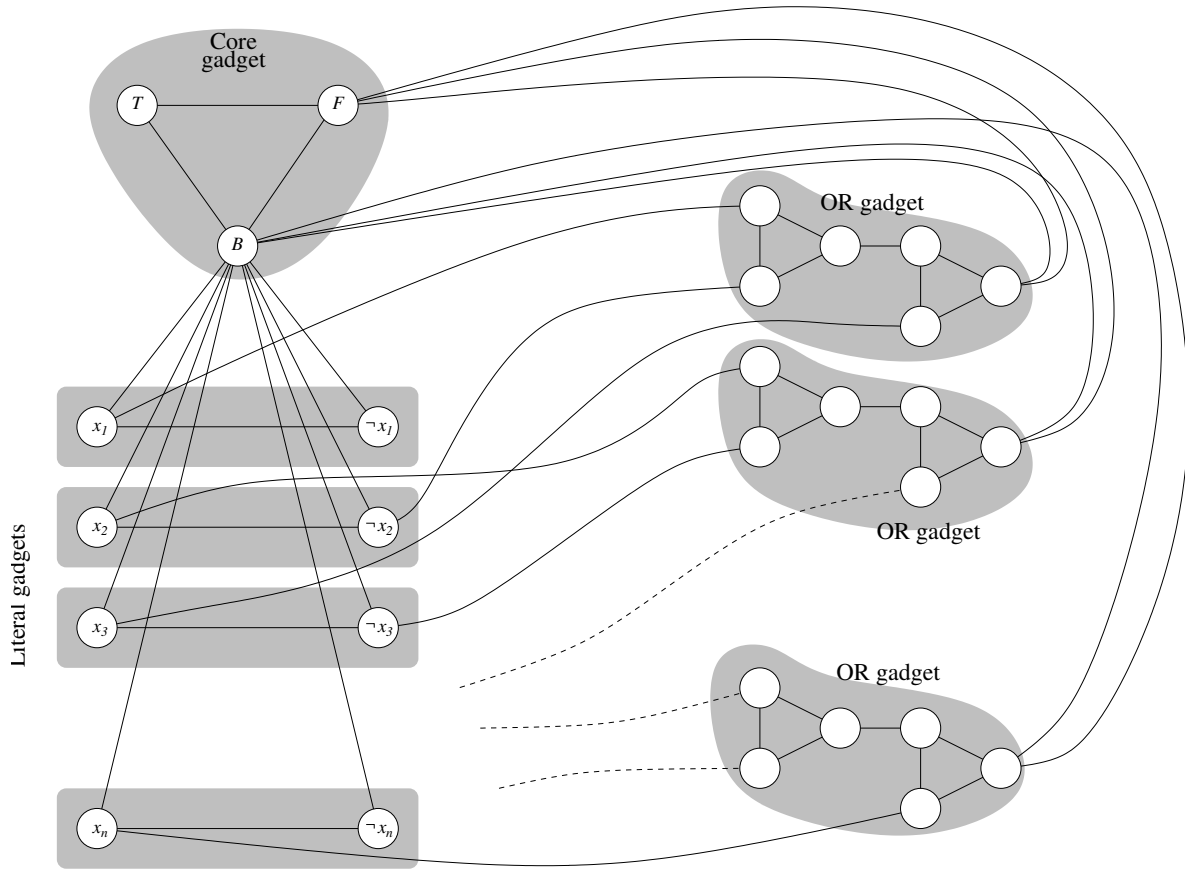 Core
gadget
T
F
B
OR gadget
x1
¬x1
x2
¬x2
OR gadget
x3
¬x3
Literal gadgets
OR gadget
xn
¬xn